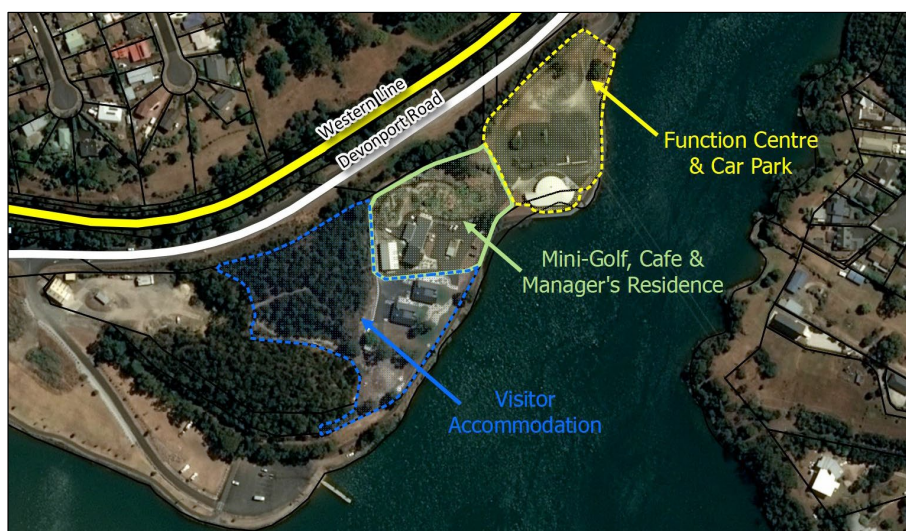 Western Line
Devonport Road
Function Centre
& Car Park
Mini-Golf, Cafe &
Manager's Residence
Visitor
Accommodation